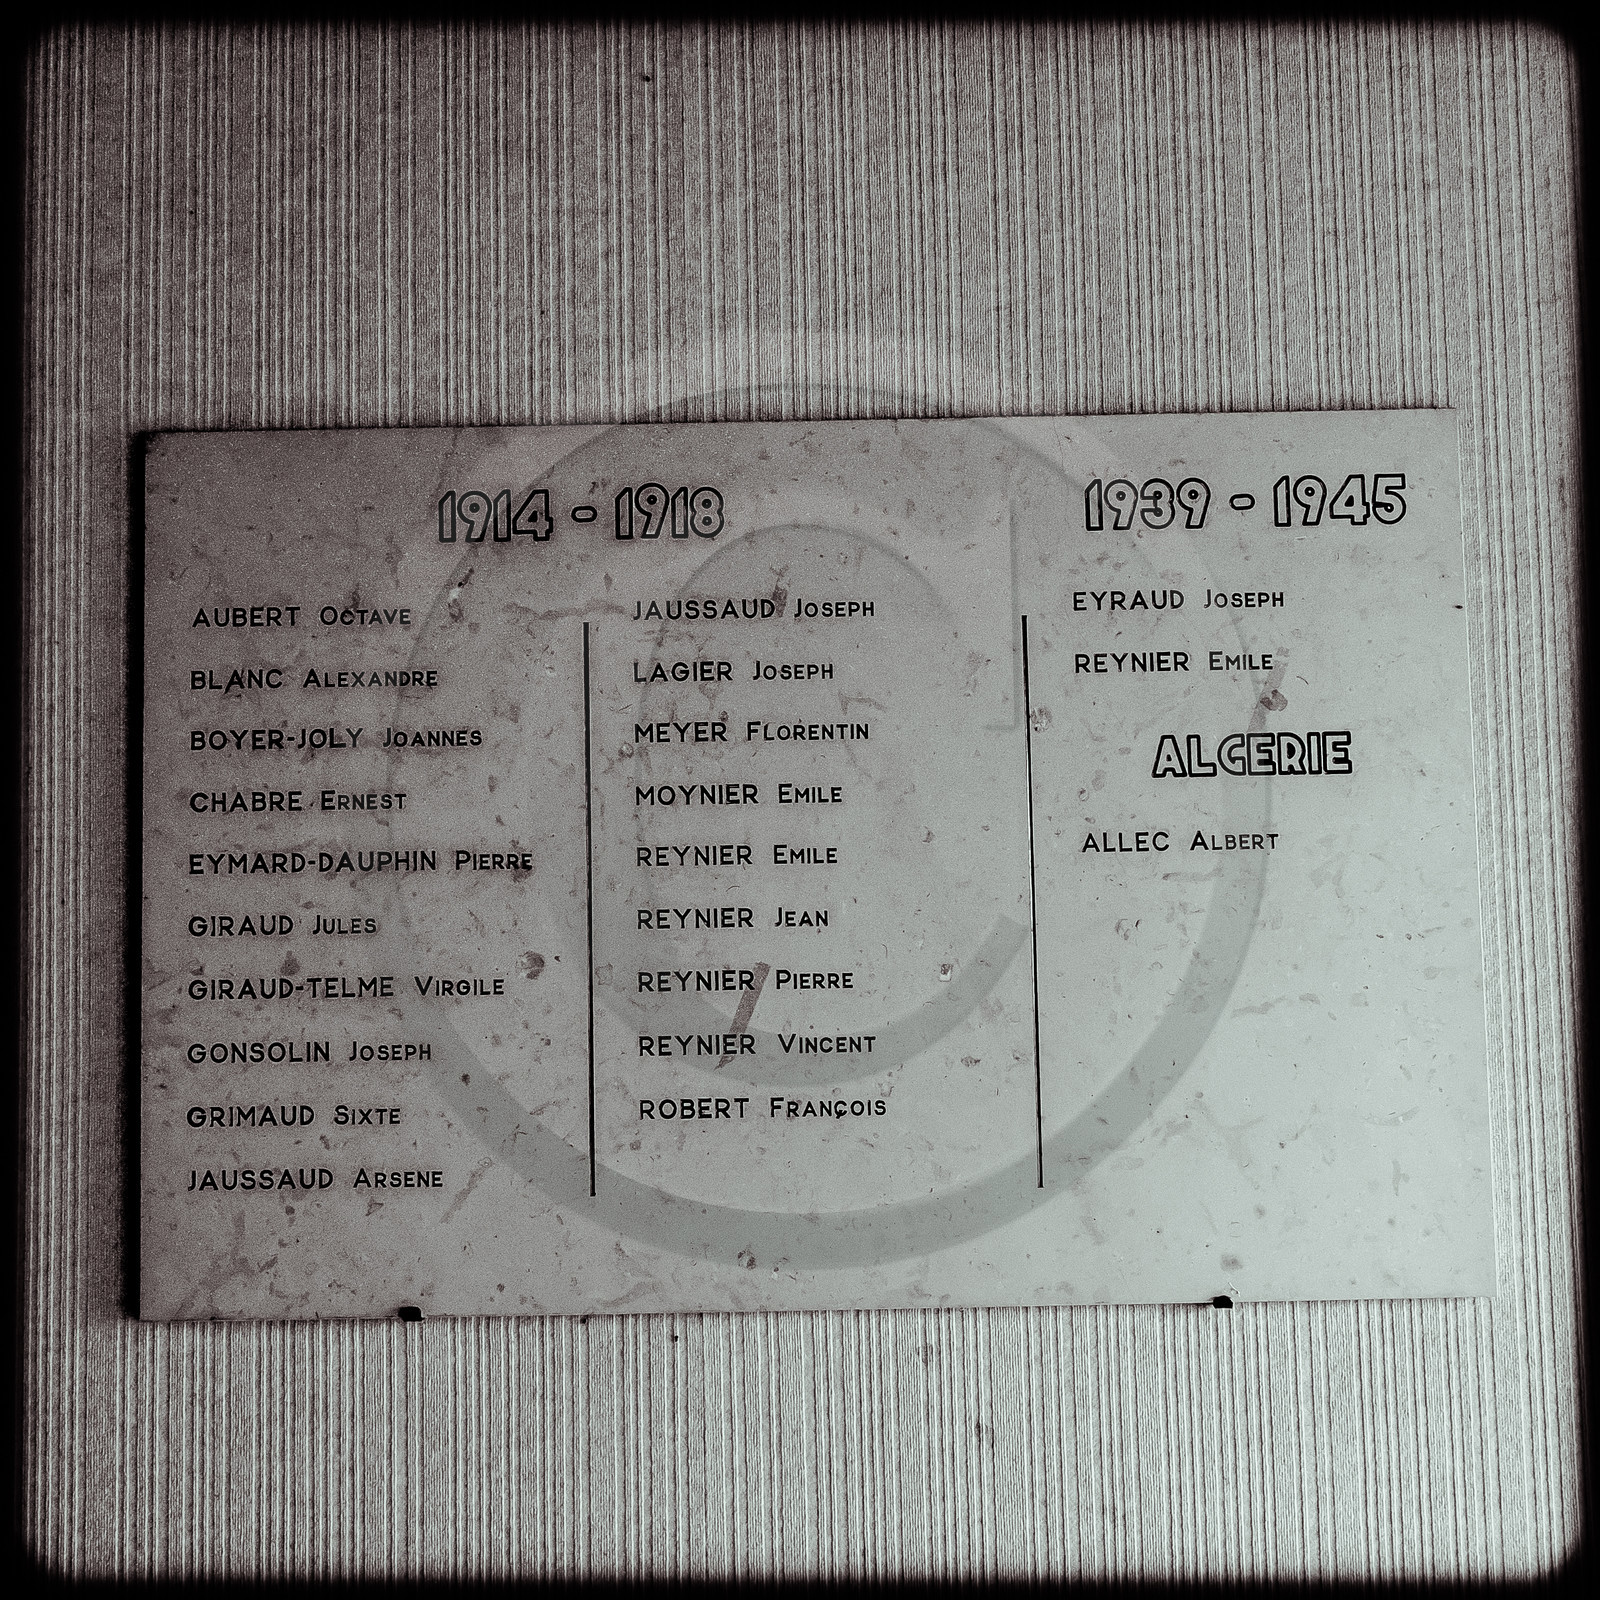 1914 - 1918
AUBERT OCTAVE
BLANC ALEXANDRE
BOYER-JOLY JOANNES
CHABRE ERNEST
EYMARD-DAUPHIN PIERRE
GIRAUD JULES
GIRAUD-TELME VIRGILE
GONSOLIN JOSEPH
GRIMAUD SIXTE
JAUSSAUD ARSENE
JAUSSAUD JOSEPH
LAGIER JOSEPH
MEYER FLORENTIN
MOYNIER EMILE
REYNIER EMILE
REYNIER JEAN
REYNIER PIERRE
REYNIER VINCENT
ROBERT FRANÇOIS
1939 - 1945
EYRAUD JOSEPH
REYNIER EMILE
ALGERIE
ALLEC ALBERT